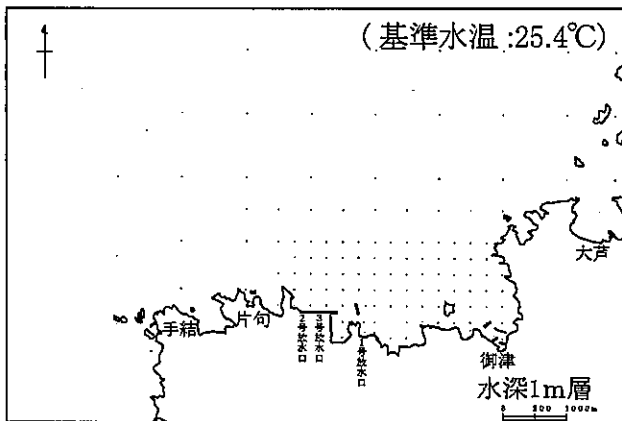 (基準水温:25.4℃)
大芦
手結
片句
2号放水口
3号放水口
1号放水口
御津
水深1m層
0 500 1000m